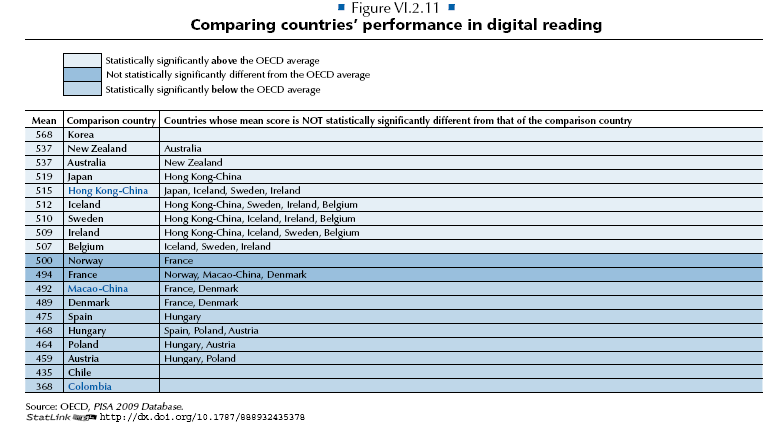 Figure VI.2.11
Comparing countries' performance in digital reading
Statistically significantly above the OECD average
Not statistically significantly different from the OECD average
Statistically significantly below the OECD average
Mean Comparison country Countries whose mean score is NOT statistically significantly different from that of the comparison country
568 Korea
537 New Zealand Australia
537 Australia New Zealand
519 Japan Hong Kong-China
515 Hong Kong-China Japan, Iceland, Sweden, Ireland
512 Iceland Hong Kong-China, Sweden, Ireland, Belgium
510 Sweden Hong Kong-China, Iceland, Ireland, Belgium
509 Ireland Hong Kong-China, Iceland, Sweden, Belgium
507 Belgium Iceland, Sweden, Ireland
500 Norway France
494 France Norway, Macao-China, Denmark
492 Macao-China France, Denmark
489 Denmark France, Denmark
475 Spain Hungary
468 Hungary Spain, Poland, Austria
464 Poland Hungary, Austria
459 Austria Hungary, Poland
435 Chile
368 Colombia
Source: OECD, PISA 2009 Database.
StatLink http://dx.doi.org/10.1787/888932435378